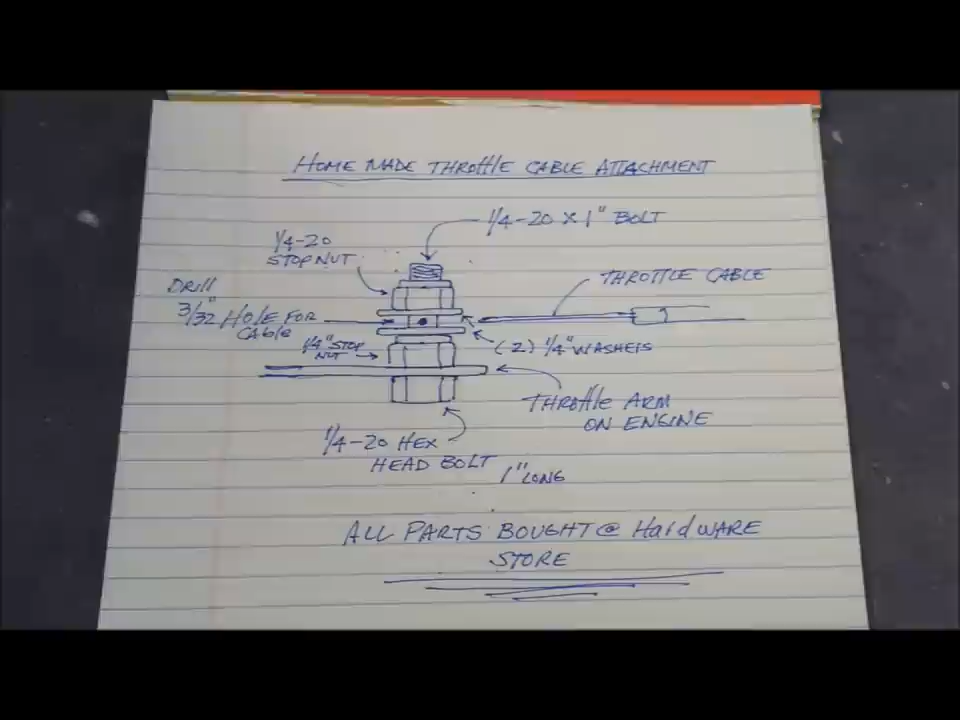 HOME MADE THROttlE CABLE ATTACHMENT
1/4-20 X 1" BOLT
1/4-20
STOP NUT
THROTTLE CABLE
DRill
3/32" HOLE FOR
CABLE
1/4" STOP
NUT
(2) 1/4" WASHERS
THROttlE ARM
ON ENGINE
1/4-20 HEX
HEAD BOLT
1" LONG
ALL PARTS BOUGHT @ HardWARE
STORE